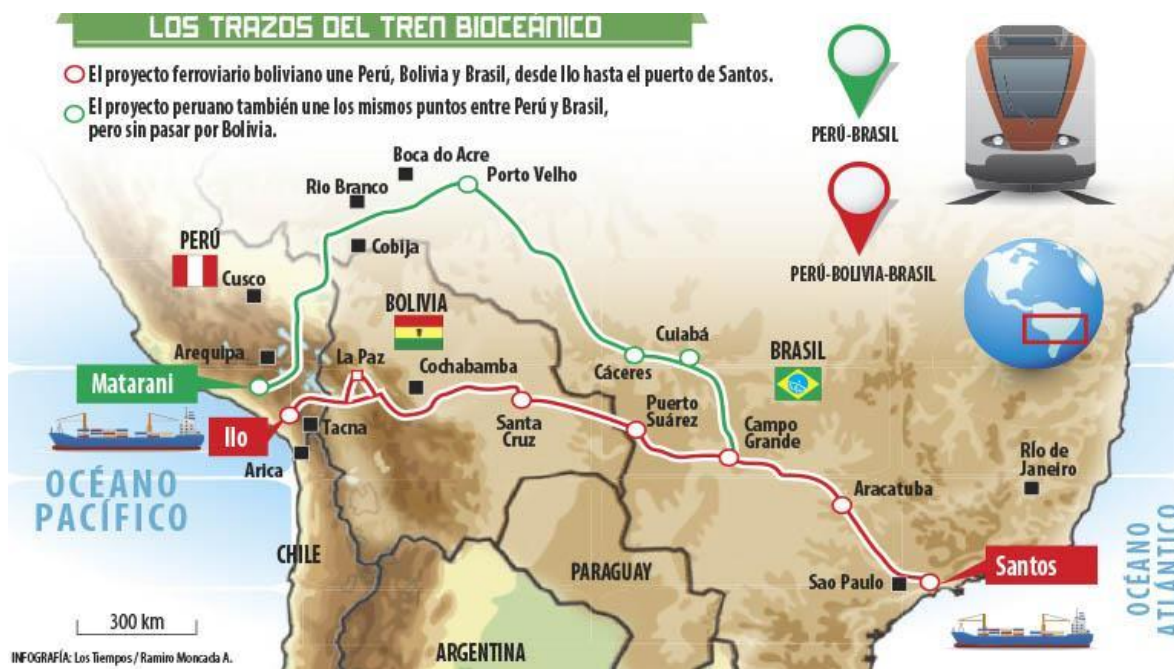 LOS TRAZOS DEL TREN BIOCEÁNICO
El proyecto ferroviario boliviano une Perú, Bolivia y Brasil, desde Ilo hasta el puerto de Santos.
El proyecto peruano también une los mismos puntos entre Perú y Brasil,
pero sin pasar por Bolivia.
PERÚ-BRASIL
PERÚ-BOLIVIA-BRASIL
Boca do Acre
Porto Velho
Rio Branco
PERÚ
Cobija
Cusco
BOLIVIA
Arequipa
La Paz
Cochabamba
Cuiabá
BRASIL
Cáceres
Matarani
Ilo
Tacna
Arica
Santa
Cruz
Puerto
Suárez
Campo
Grande
Aracatuba
Río de
Janeiro
OCÉANO
PACÍFICO
CHILE
PARAGUAY
Sao Paulo
Santos
OCÉANO
ATLÁNTICO
300 km
ARGENTINA
INFOGRAFÍA: Los Tiempos / Ramiro Moncada A.